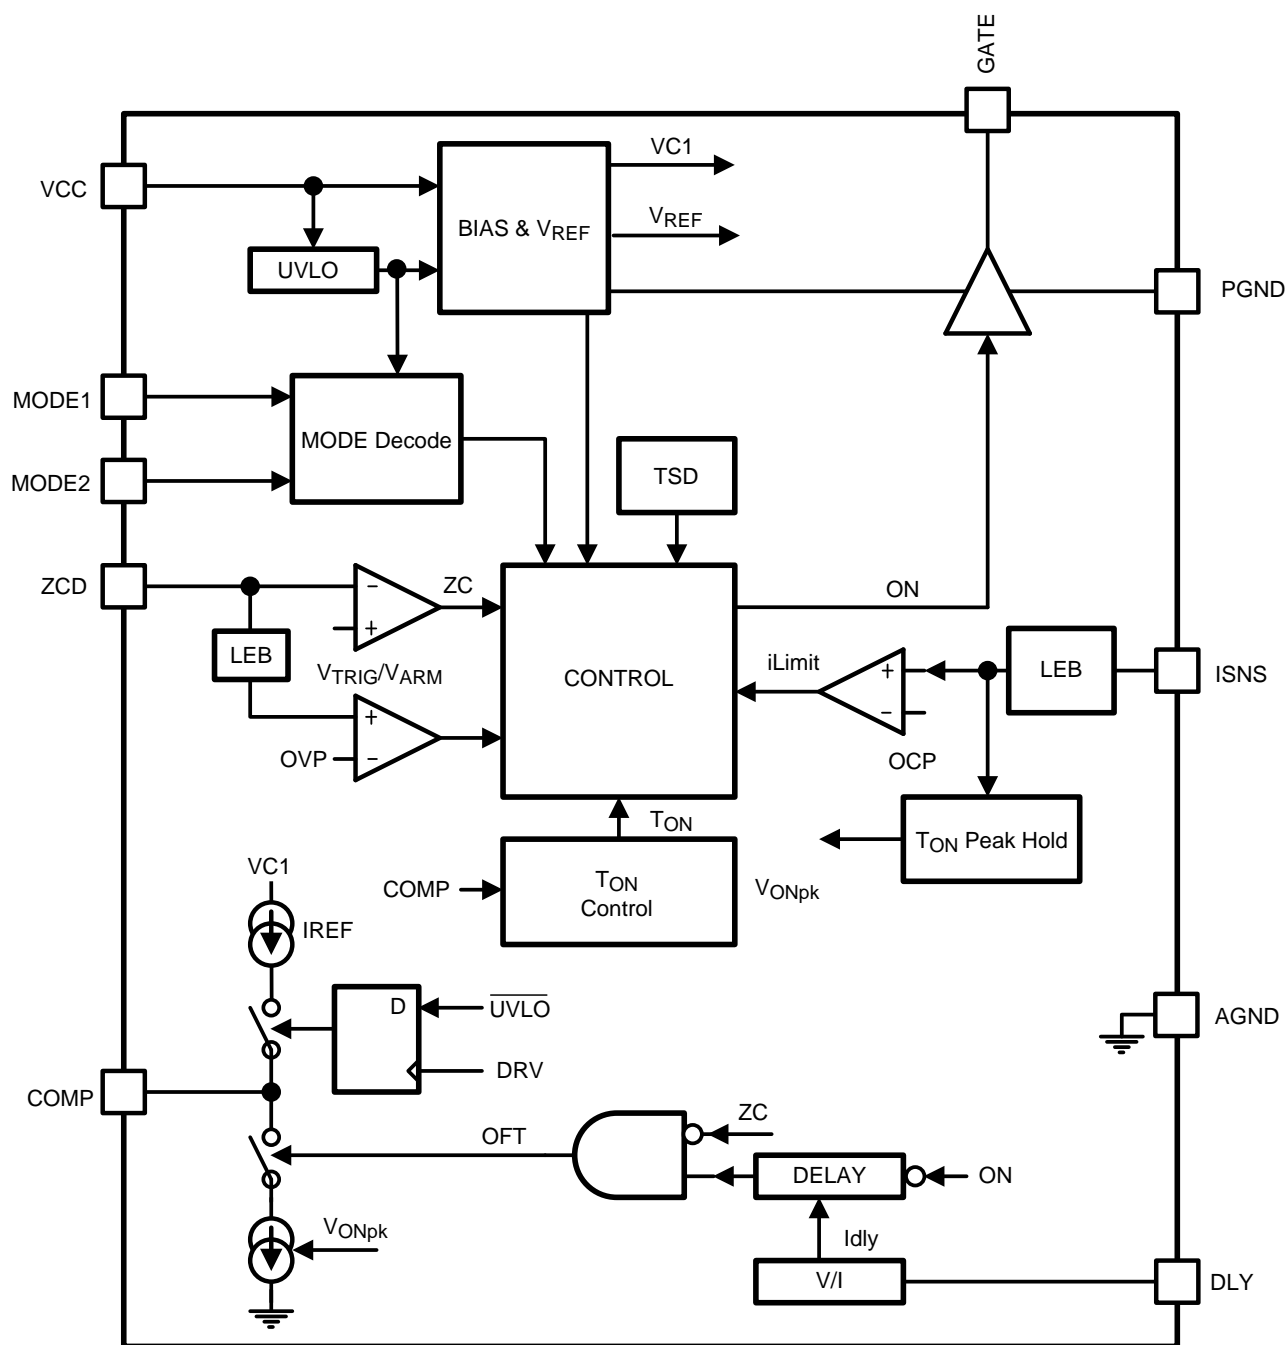 GATE
VCC
VC1
BIAS & VREF
VREF
UVLO
PGND
MODE1
MODE Decode
MODE2
TSD
ZCD
−
ZC
+
ON
LEB
VTRIG/VARM
CONTROL
iLimit
+
−
LEB
ISNS
+
−
OVP
OCP
TON
TON Peak Hold
VC1
COMP
TON
Control
VONpk
IREF
D
UVLO
DRV
AGND
COMP
OFT
ZC
DELAY
ON
VONpk
Idly
V/I
DLY